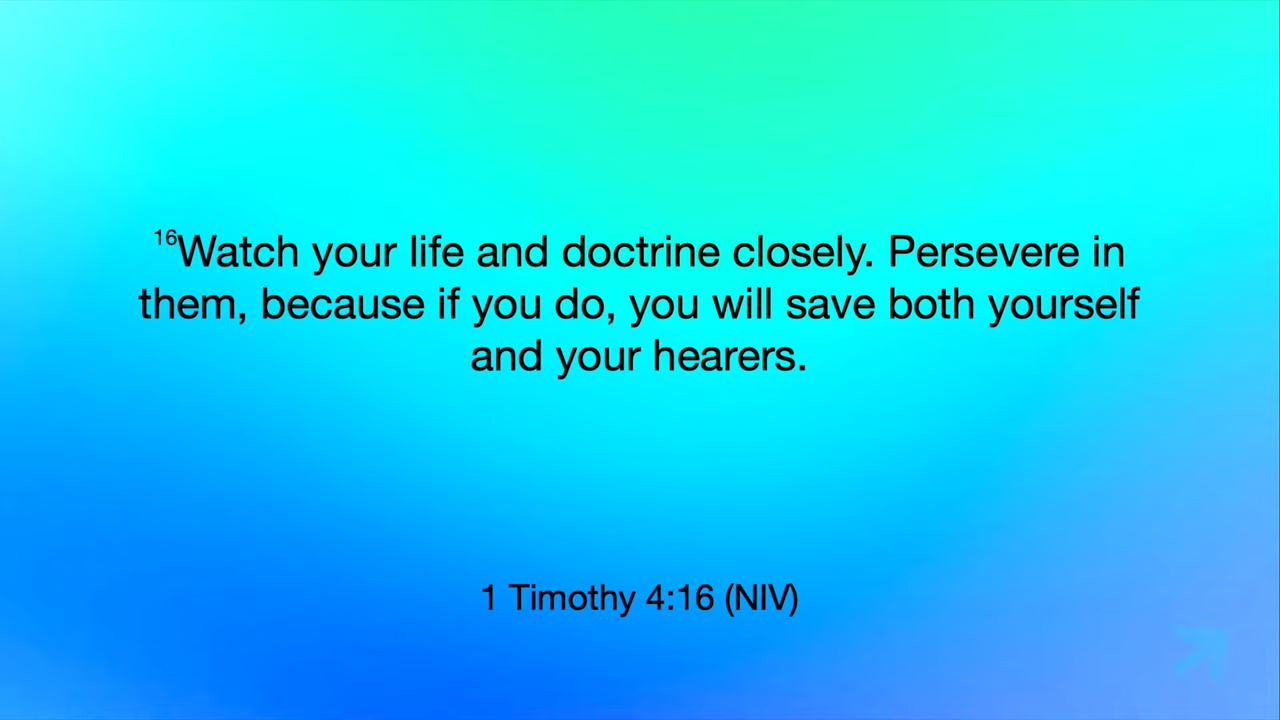 16Watch your life and doctrine closely. Persevere in
them, because if you do, you will save both yourself
and your hearers.
1 Timothy 4:16 (NIV)